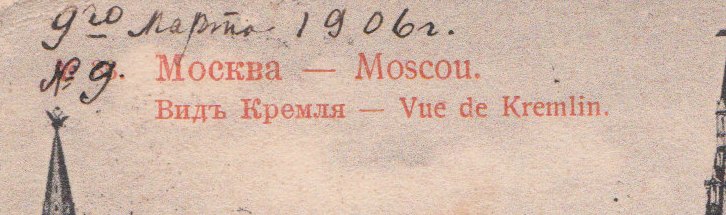 9го Марта 1906г.
№ 9. Москва — Moscou.
Видъ Кремля — Vue de Kremlin.